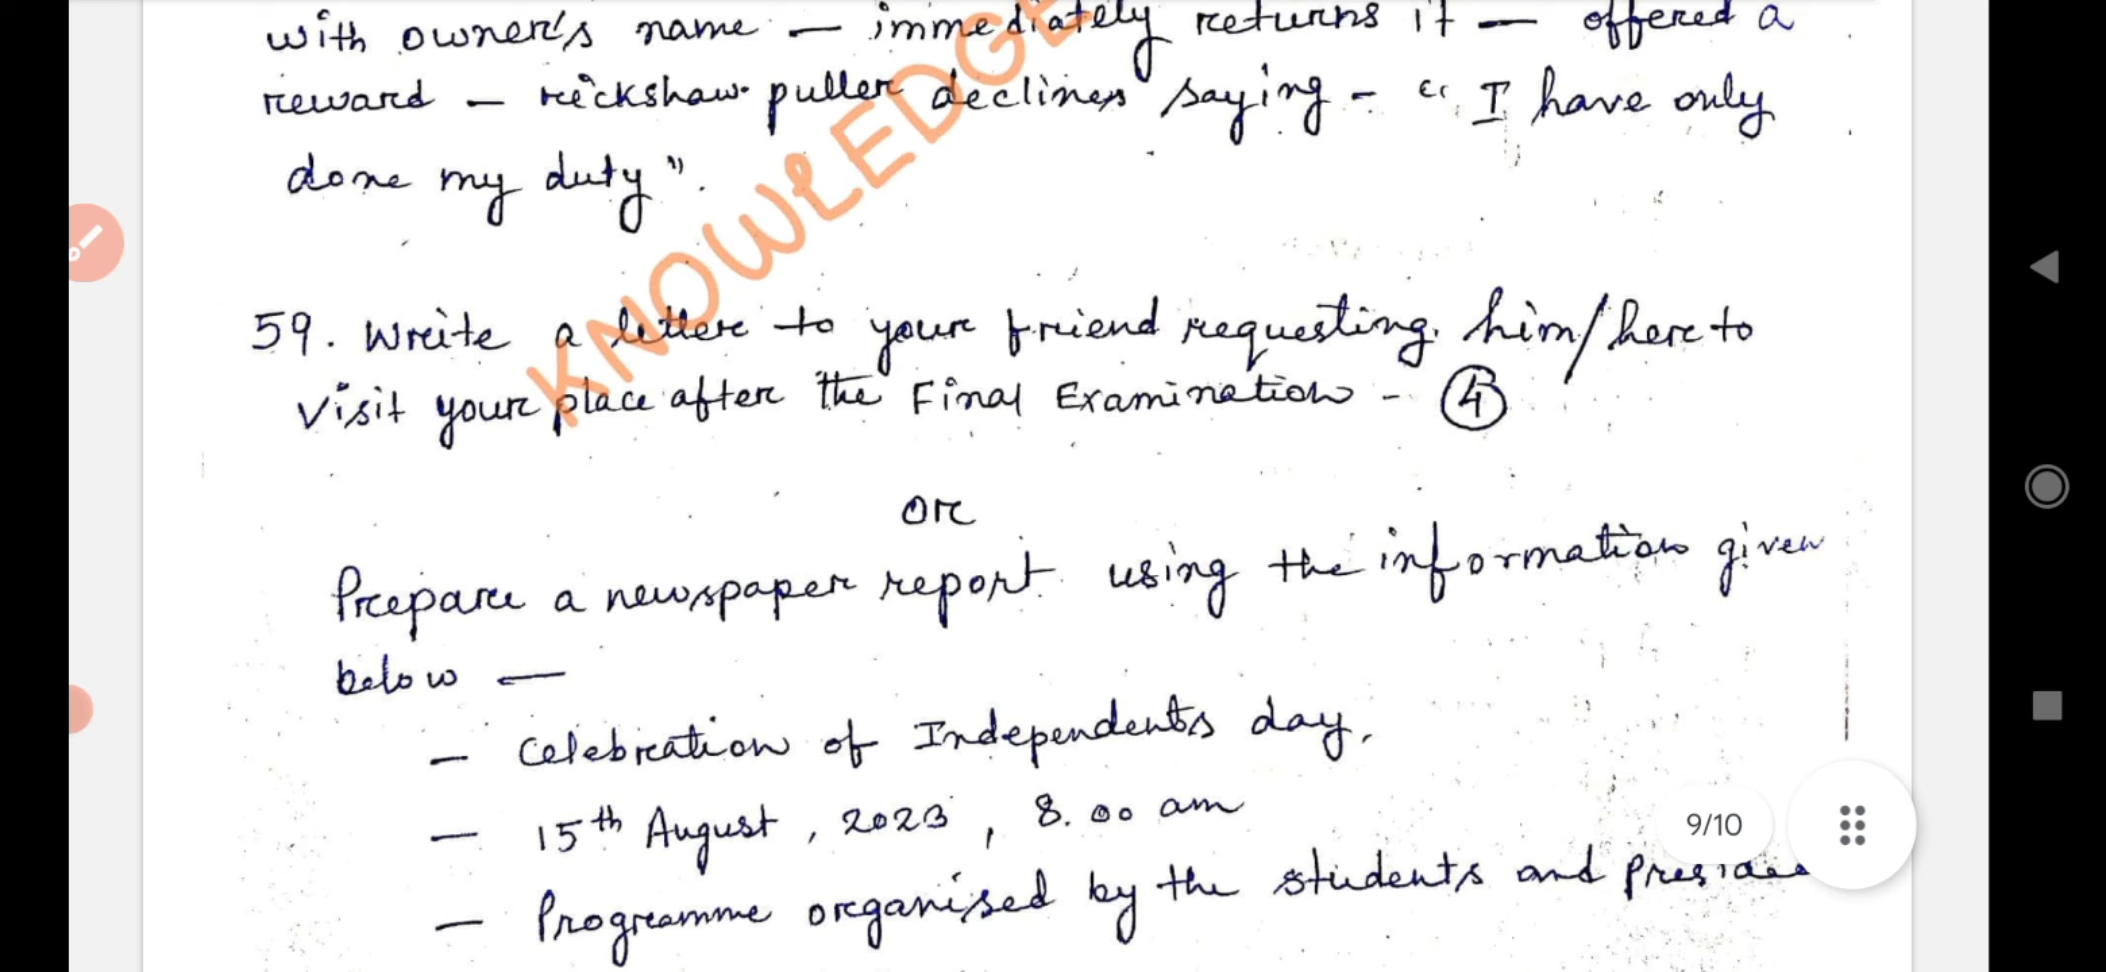 with owner's name — immediately returns it — offered a
reward — rickshaw puller declines saying - "I have only
done my duty".
KNOWLEDGE
59. Write a letter to your friend requesting him/her to
visit your place after the Final Examination - 4
or
Prepare a newspaper report using the information given
below —
— Celebration of Independents day.
— 15th August, 2023, 8.00 am
9/10
— Programme organised by the students and